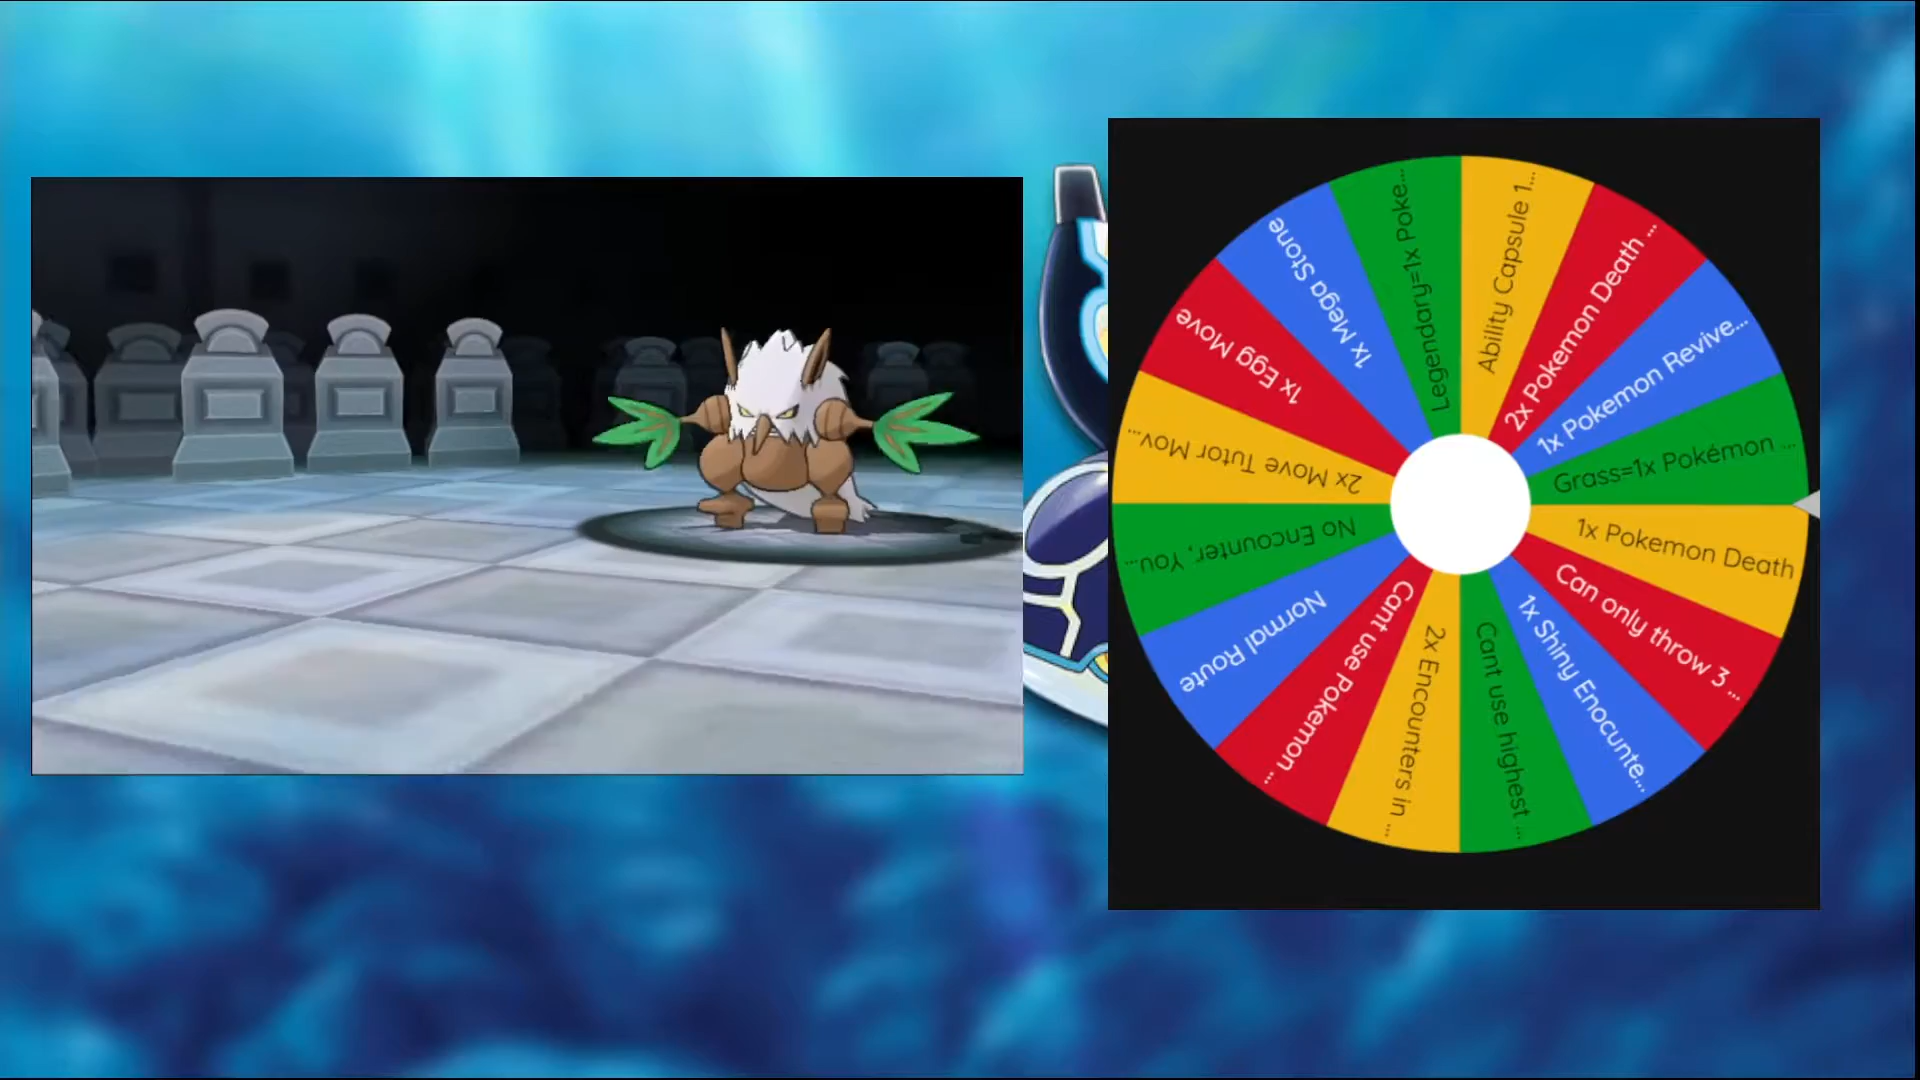 Ability Capsule 1...
2x Pokemon Death ...
1x Pokemon Revive...
Grass=1x Pokémon ...
1x Pokemon Death
Can only throw 3 ...
1x Shiny Enocunte...
Cant use highest ...
2x Encounters in ...
Cant use Pokemon ...
Normal Route
No Encounter, You...
2x Move Tutor Mov...
1x Egg Move
1x Mega Stone
Legendary=1x Poke...